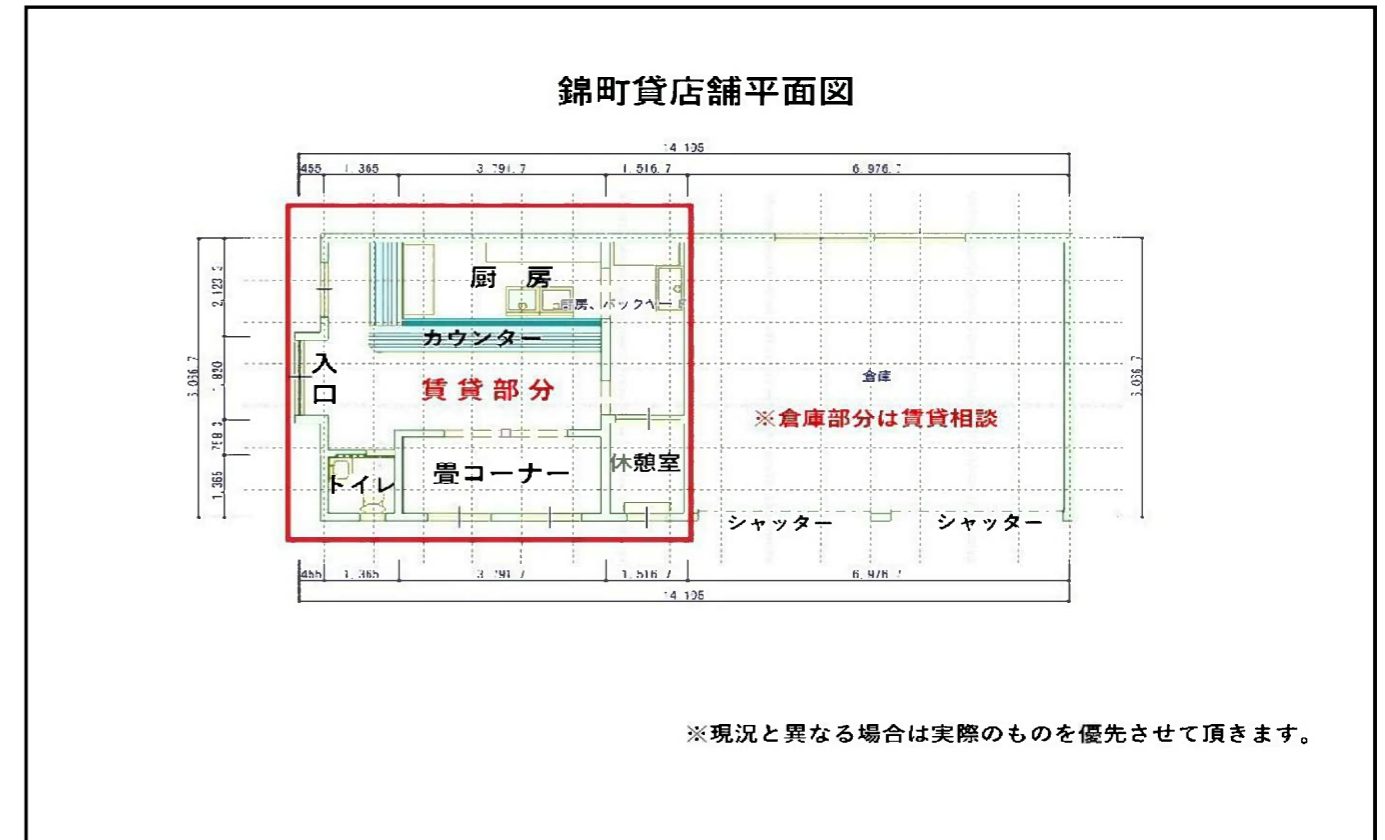 錦町貸店舗平面図
14 105
455 1,365 3 791.7 1,516.7 6,976.7
厨 房
厨房、バックヤード
カウンター
入口
賃貸部分
倉庫
※倉庫部分は賃貸相談
トイレ
畳コーナー
休憩室
シャッター シャッター
1,365
455 1,365 3 791 7 1,516 7 6,976.7
14 105
※現況と異なる場合は実際のものを優先させて頂きます。